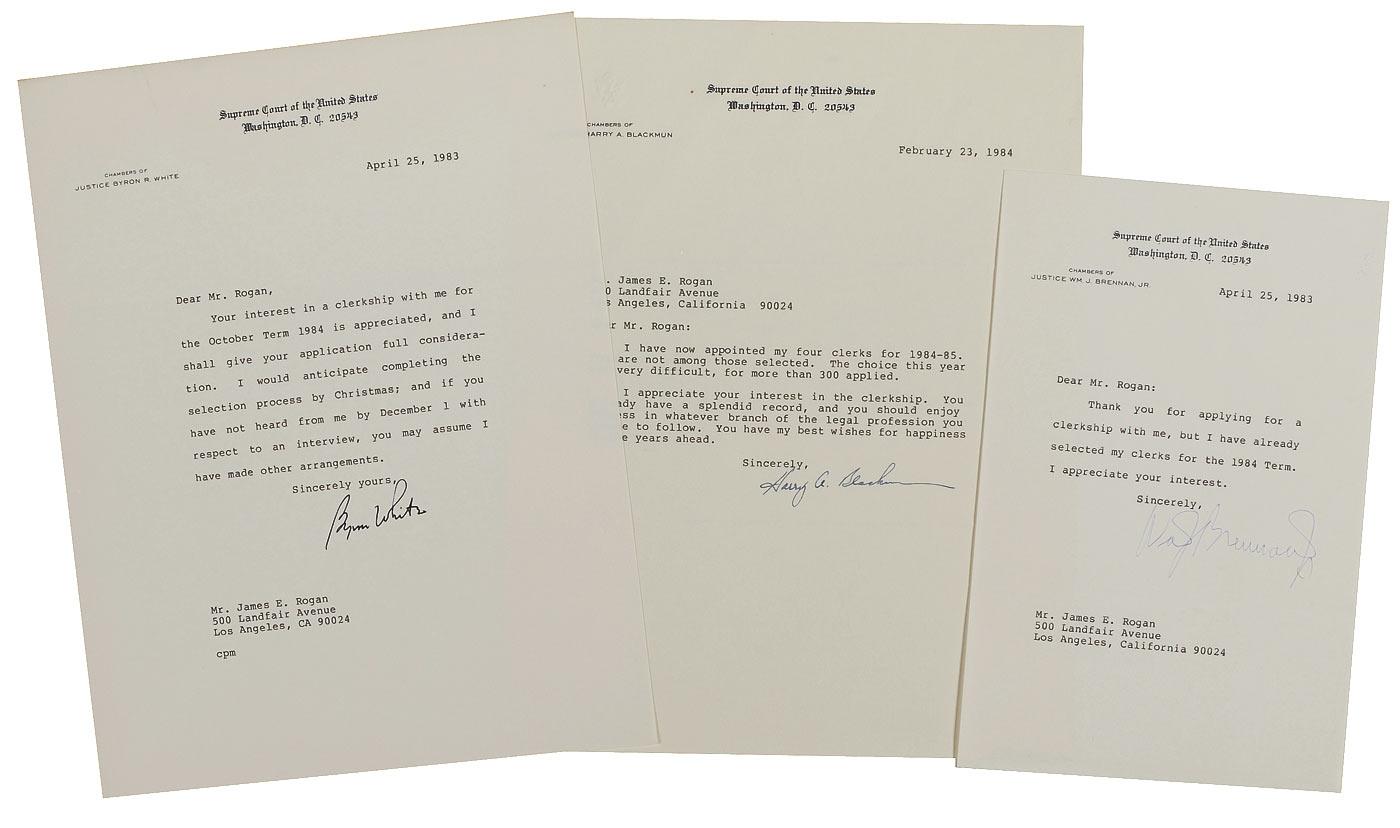 Supreme Court of the United States
Washington, D. C. 20543
CHAMBERS OF
JUSTICE BYRON R. WHITE
April 25, 1983
Dear Mr. Rogan,
Your interest in a clerkship with me for
the October Term 1984 is appreciated, and I
shall give your application full considera-
tion. I would anticipate completing the
selection process by Christmas; and if you
have not heard from me by December 1 with
respect to an interview, you may assume I
have made other arrangements.
Sincerely yours,
Byron White
Mr. James E. Rogan
500 Landfair Avenue
Los Angeles, CA 90024
cpm
Supreme Court of the United States
Washington, D. C. 20543
CHAMBERS OF
HARRY A. BLACKMUN
February 23, 1984
. James E. Rogan
0 Landfair Avenue
s Angeles, California 90024
r Mr. Rogan:
I have now appointed my four clerks for 1984-85.
are not among those selected. The choice this year
very difficult, for more than 300 applied.
I appreciate your interest in the clerkship. You
ady have a splendid record, and you should enjoy
ess in whatever branch of the legal profession you
e to follow. You have my best wishes for happiness
e years ahead.
Sincerely,
Harry A. Blackmun
Supreme Court of the United States
Washington, D. C. 20543
CHAMBERS OF
JUSTICE WM J. BRENNAN, JR.
April 25, 1983
Dear Mr. Rogan:
Thank you for applying for a
clerkship with me, but I have already
selected my clerks for the 1984 Term.
I appreciate your interest.
Sincerely,
Wm J Brennan Jr
Mr. James E. Rogan
500 Landfair Avenue
Los Angeles, California 90024